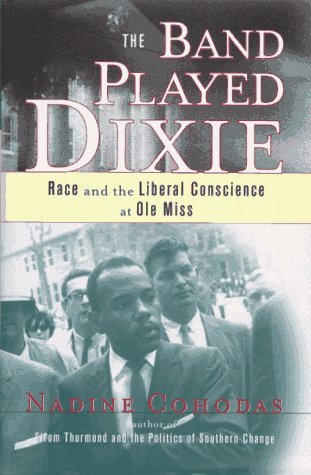 THE BAND
PLAYED
DIXIE
Race and the Liberal Conscience
at Ole Miss
NADINE COHODAS
author of
Strom Thurmond and the Politics of Southern Change